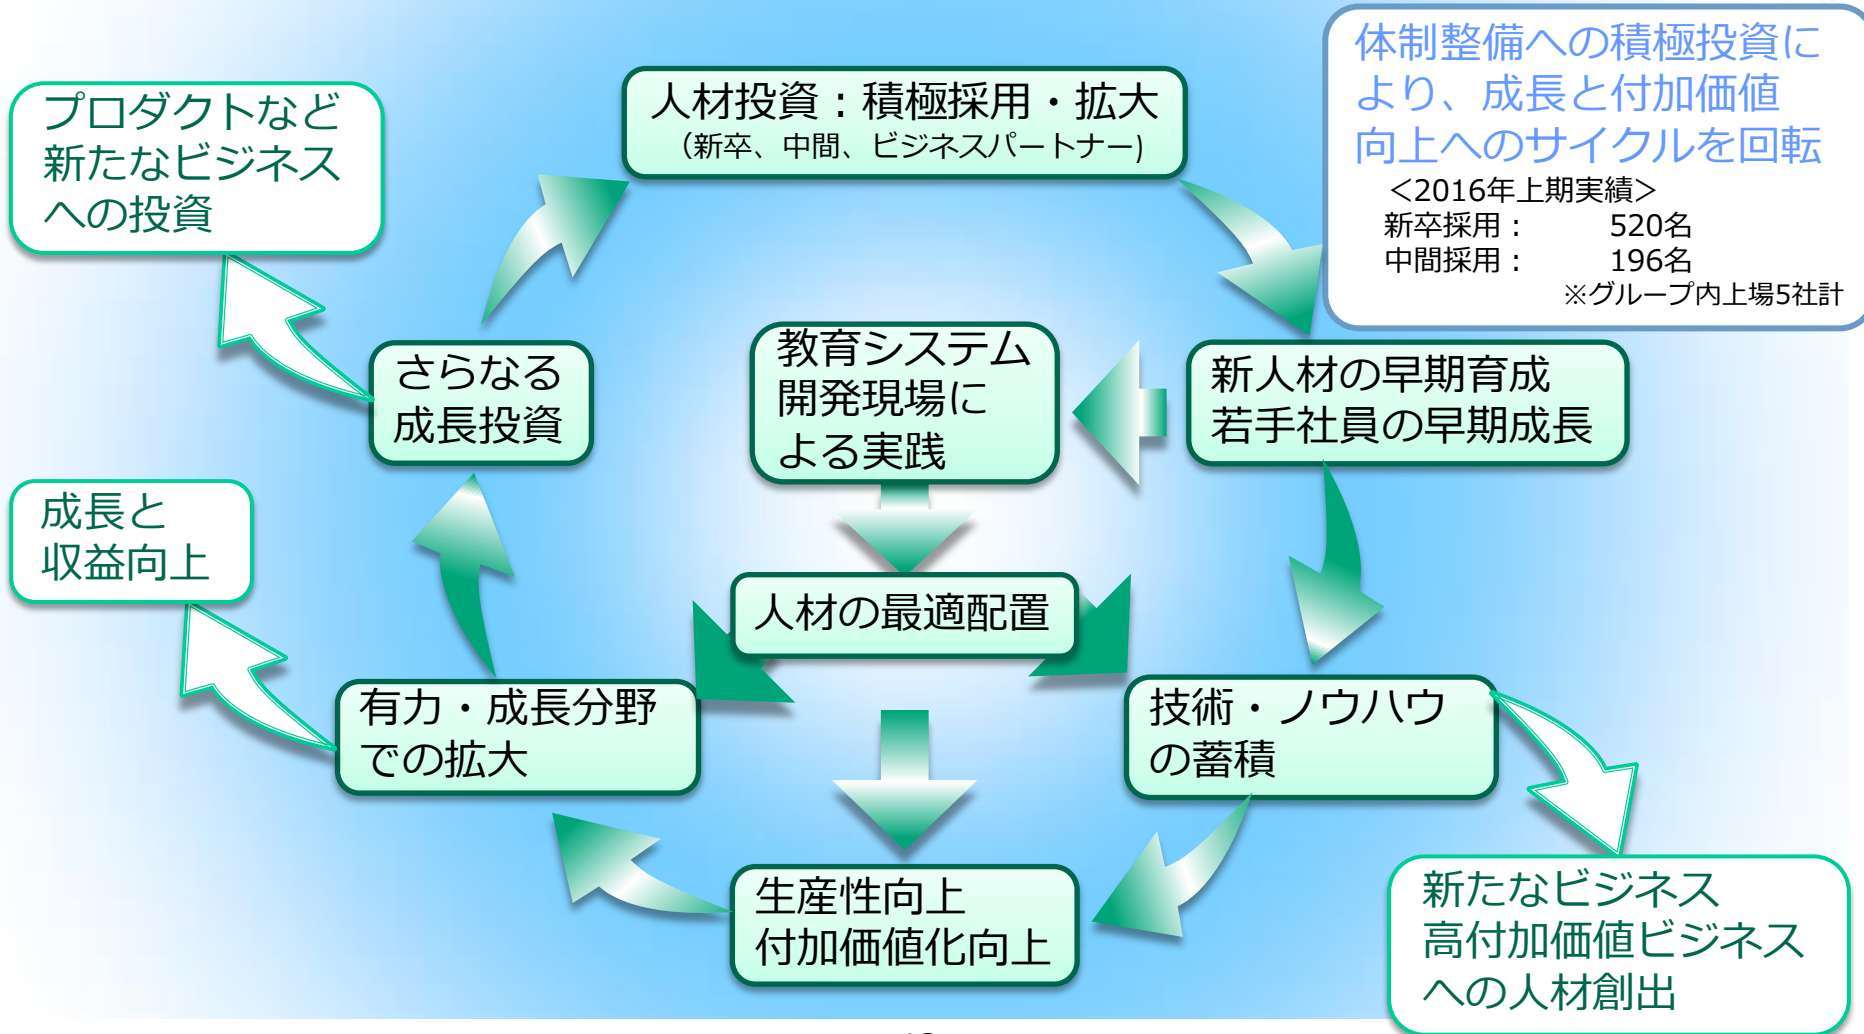 体制整備への積極投資に
より、成長と付加価値
向上へのサイクルを回転
＜2016年上期実績＞
新卒採用： 520名
中間採用： 196名
※グループ内上場5社計
人材投資：積極採用・拡大
（新卒、中間、ビジネスパートナー)
プロダクトなど
新たなビジネス
への投資
さらなる
成長投資
教育システム
開発現場に
よる実践
新人材の早期育成
若手社員の早期成長
成長と
収益向上
人材の最適配置
有力・成長分野
での拡大
技術・ノウハウ
の蓄積
生産性向上
付加価値化向上
新たなビジネス
高付加価値ビジネス
への人材創出